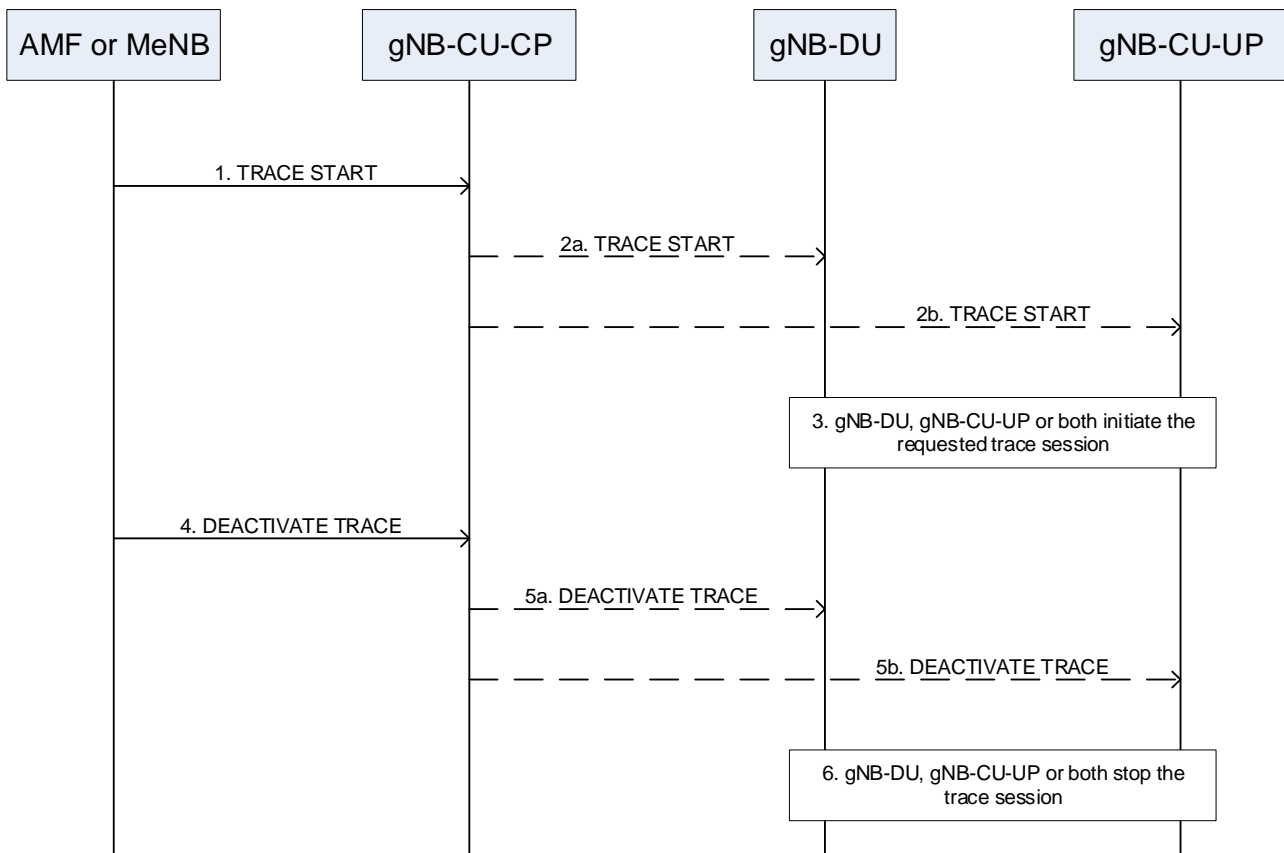 AMF or MeNB
gNB-CU-CP
gNB-DU
gNB-CU-UP
1. TRACE START
2a. TRACE START
2b. TRACE START
3. gNB-DU, gNB-CU-UP or both initiate the
requested trace session
4. DEACTIVATE TRACE
5a. DEACTIVATE TRACE
5b. DEACTIVATE TRACE
6. gNB-DU, gNB-CU-UP or both stop the
trace session